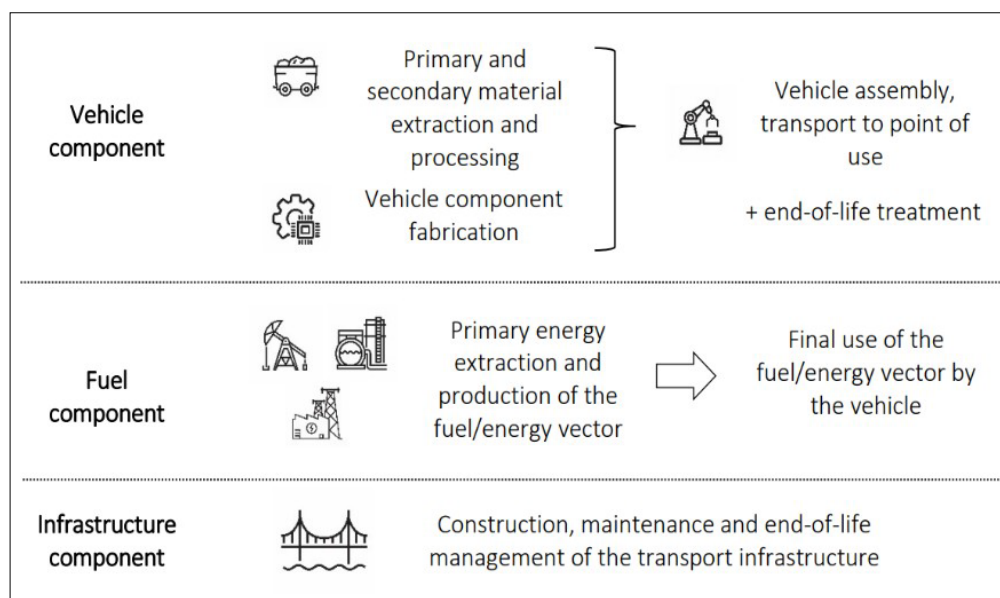 Vehicle
component
Primary and
secondary material
extraction and
processing
Vehicle component
fabrication
Vehicle assembly,
transport to point of
use
+ end-of-life treatment
Fuel
component
Primary energy
extraction and
production of the
fuel/energy vector
Final use of the
fuel/energy vector by
the vehicle
Infrastructure
component
Construction, maintenance and end-of-life
management of the transport infrastructure